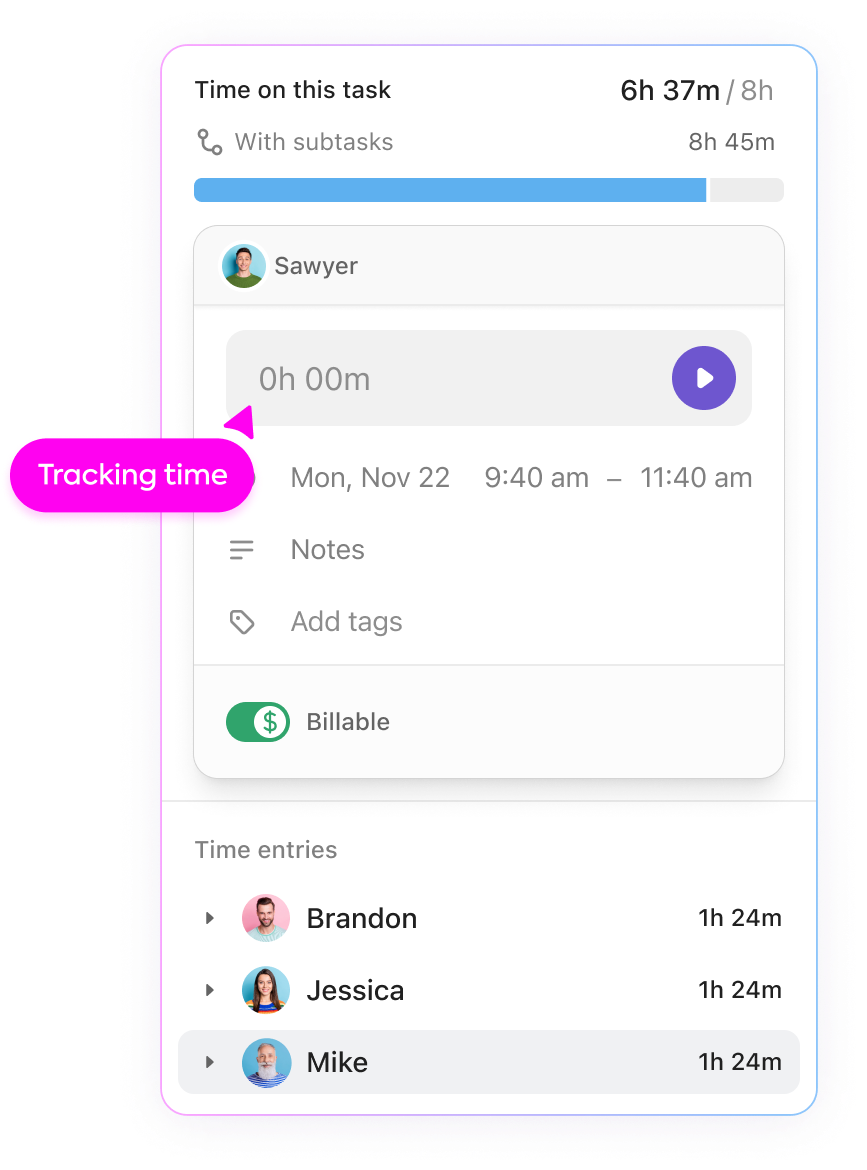 Time on this task 6h 37m / 8h
With subtasks 8h 45m
Sawyer
0h 00m
Tracking time
Mon, Nov 22 9:40 am – 11:40 am
Notes
Add tags
$ Billable
Time entries
Brandon 1h 24m
Jessica 1h 24m
Mike 1h 24m